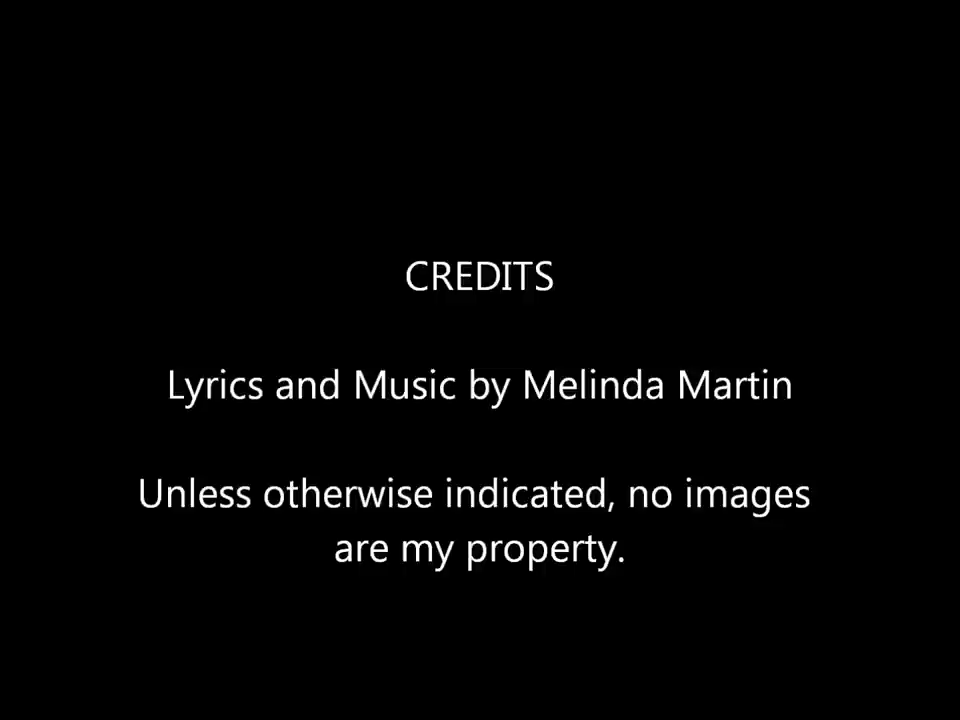 CREDITS
Lyrics and Music by Melinda Martin
Unless otherwise indicated, no images
are my property.